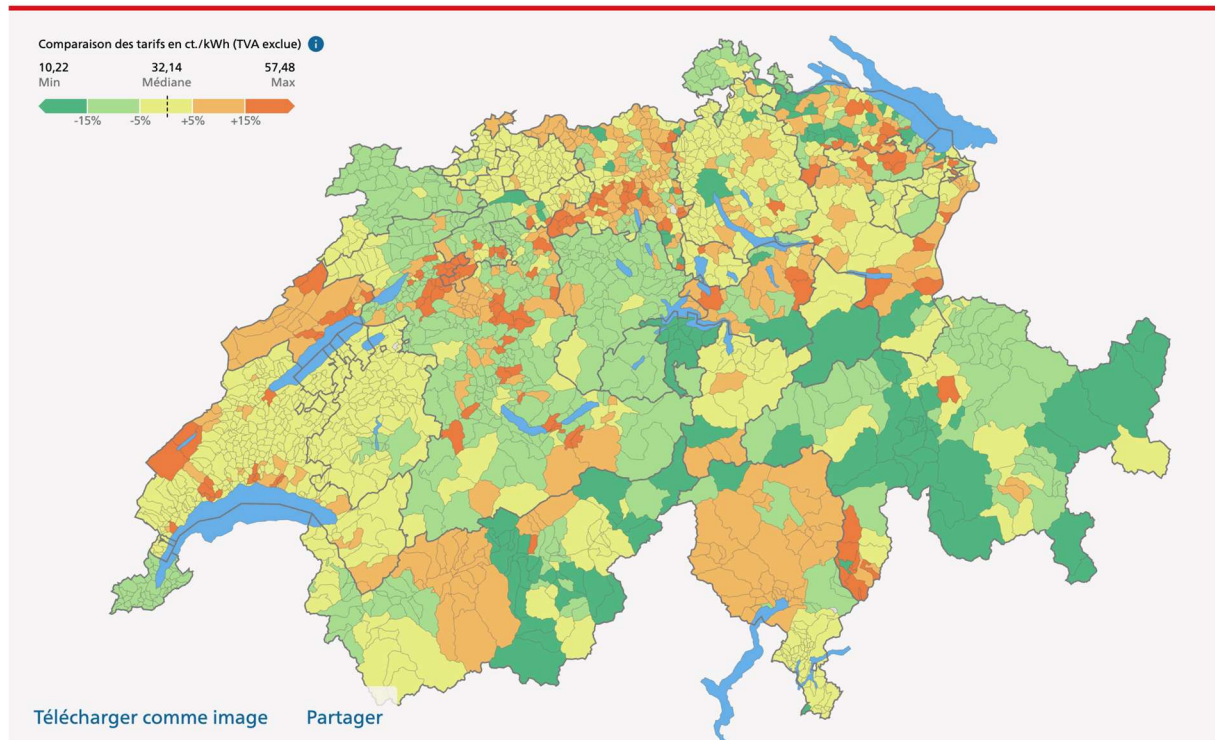 Comparaison des tarifs en ct./kWh (TVA exclue) i
10,22 32,14 57,48
Min Médiane Max
-15% -5% +5% +15%
Télécharger comme image Partager